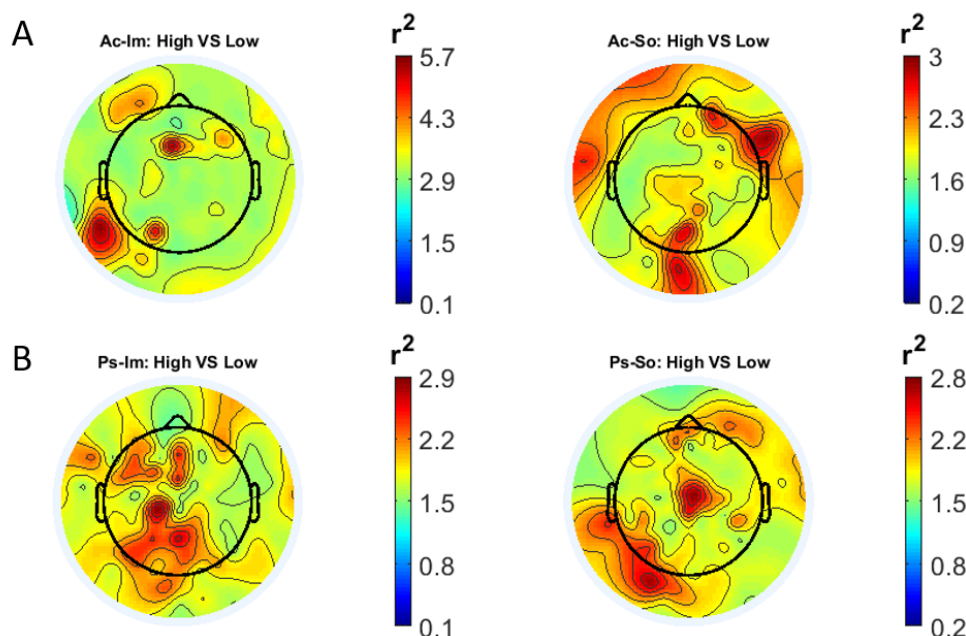 A
Ac-Im: High VS Low
r²
5.7
4.3
2.9
1.5
0.1
Ac-So: High VS Low
r²
3
2.3
1.6
0.9
0.2
B
Ps-Im: High VS Low
r²
2.9
2.2
1.5
0.8
0.1
Ps-So: High VS Low
r²
2.8
2.2
1.5
0.8
0.2